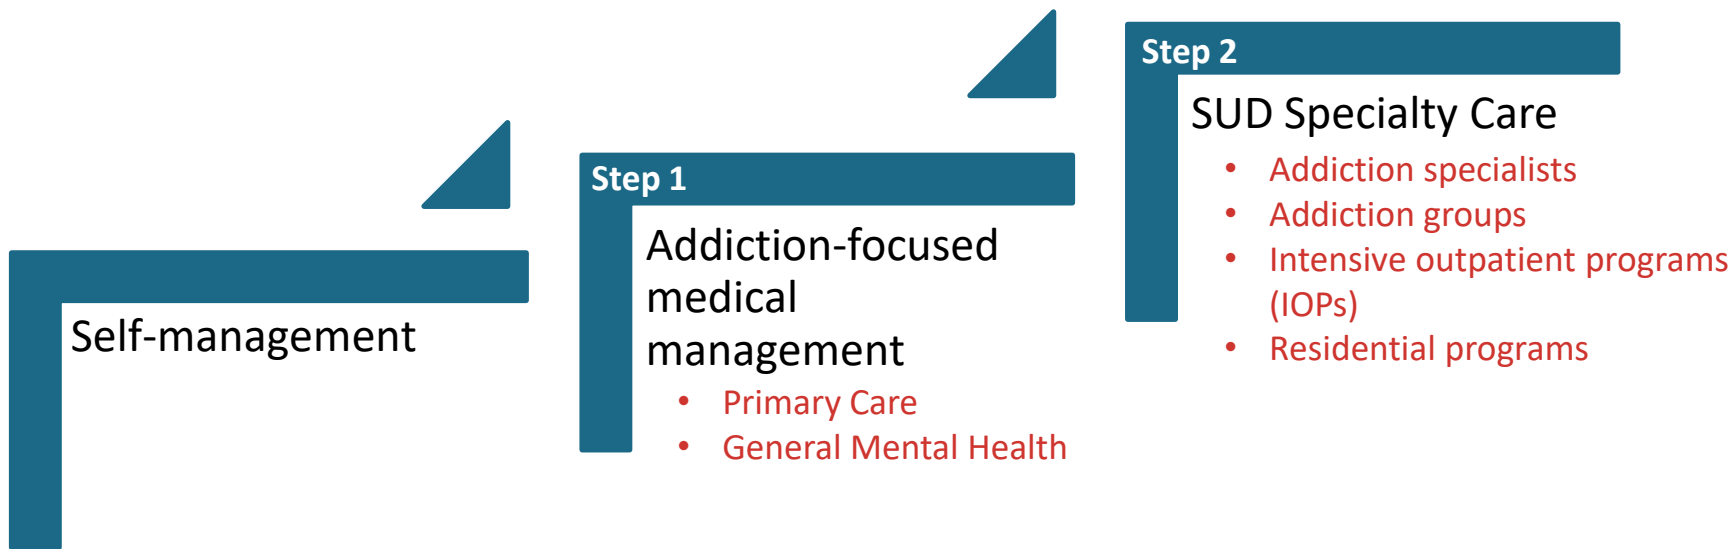 Self-management
Step 1
Addiction-focused
medical
management
• Primary Care
• General Mental Health
Step 2
SUD Specialty Care
• Addiction specialists
• Addiction groups
• Intensive outpatient programs
(IOPs)
• Residential programs